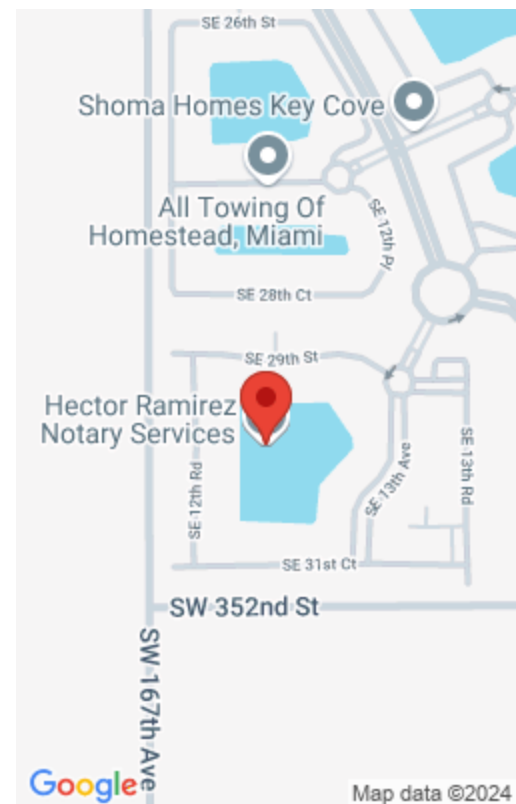 SE 26th St
Shoma Homes Key Cove
All Towing Of
Homestead, Miami
SE 12th Py
SE 28th Ct
SE 29th St
Hector Ramirez
Notary Services
SE 12th Rd
SE 13th Ave
SE 13th Rd
SE 31st Ct
SW 352nd St
SW 167th Ave
Google
Map data ©2024